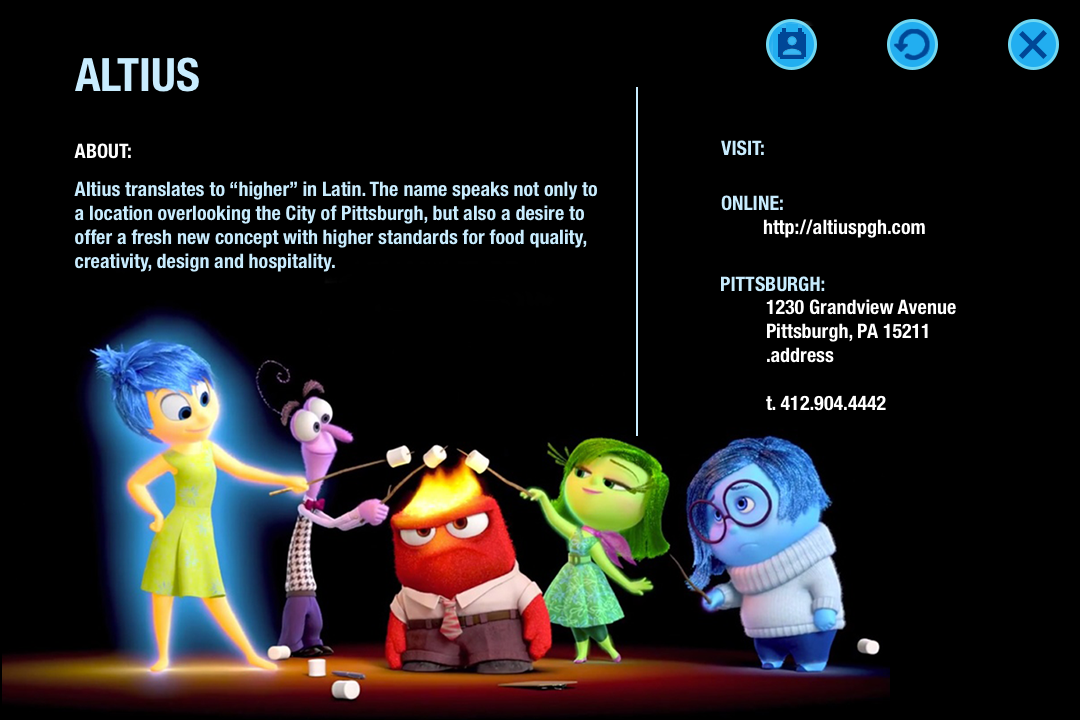 ALTIUS
ABOUT:
Altius translates to “higher” in Latin. The name speaks not only to
a location overlooking the City of Pittsburgh, but also a desire to
offer a fresh new concept with higher standards for food quality,
creativity, design and hospitality.
VISIT:
ONLINE:
http://altiuspgh.com
PITTSBURGH:
1230 Grandview Avenue
Pittsburgh, PA 15211
.address
t. 412.904.4442